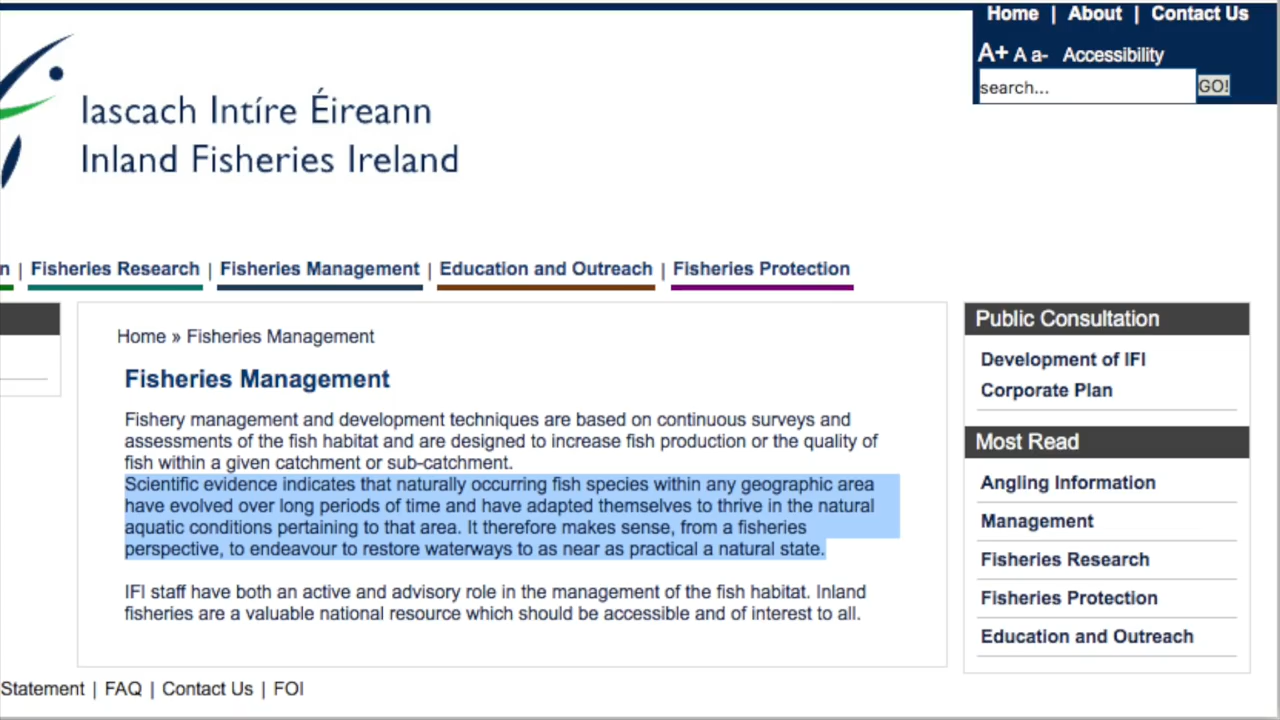 Home | About | Contact Us
A+ A a- Accessibility
search... GO!
Iascach Intíre Éireann
Inland Fisheries Ireland
n | Fisheries Research | Fisheries Management | Education and Outreach | Fisheries Protection
Home » Fisheries Management
Fisheries Management
Fishery management and development techniques are based on continuous surveys and
assessments of the fish habitat and are designed to increase fish production or the quality of
fish within a given catchment or sub-catchment.
Scientific evidence indicates that naturally occurring fish species within any geographic area
have evolved over long periods of time and have adapted themselves to thrive in the natural
aquatic conditions pertaining to that area. It therefore makes sense, from a fisheries
perspective, to endeavour to restore waterways to as near as practical a natural state.
IFI staff have both an active and advisory role in the management of the fish habitat. Inland
fisheries are a valuable national resource which should be accessible and of interest to all.
Public Consultation
Development of IFI
Corporate Plan
Most Read
Angling Information
Management
Fisheries Research
Fisheries Protection
Education and Outreach
Statement | FAQ | Contact Us | FOI